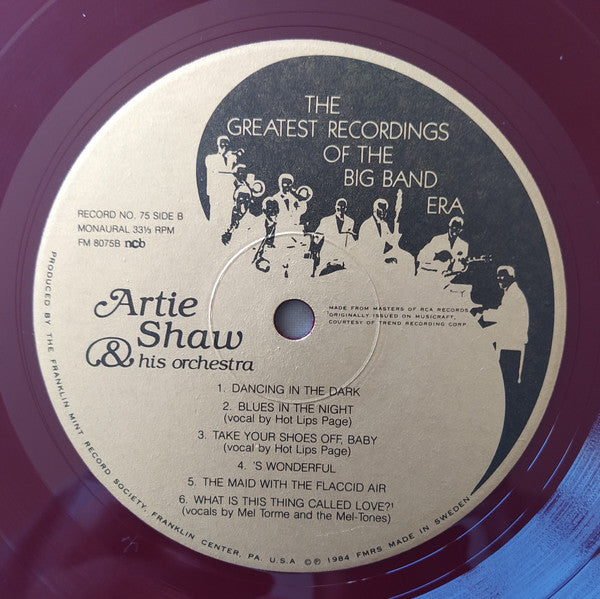 THE
GREATEST RECORDINGS
OF THE
BIG BAND
ERA
RECORD NO. 75 SIDE B
MONAURAL 33⅓ RPM
FM 8075B ncb
MADE FROM MASTERS OF RCA RECORDS
¹ORIGINALLY ISSUED ON MUSICRAFT,
COURTESY OF TREND RECORDING CORP.
Artie
Shaw
& his orchestra
1. DANCING IN THE DARK
2. BLUES IN THE NIGHT
(vocal by Hot Lips Page)
3. TAKE YOUR SHOES OFF, BABY
(vocal by Hot Lips Page)
4. 'S WONDERFUL
5. THE MAID WITH THE FLACCID AIR
6. WHAT IS THIS THING CALLED LOVE?¹
(vocals by Mel Torme and the Mel-Tones)
PRODUCED BY THE FRANKLIN MINT RECORD SOCIETY, FRANKLIN CENTER, PA. U.S.A ©℗ 1984 FMRS MADE IN SWEDEN